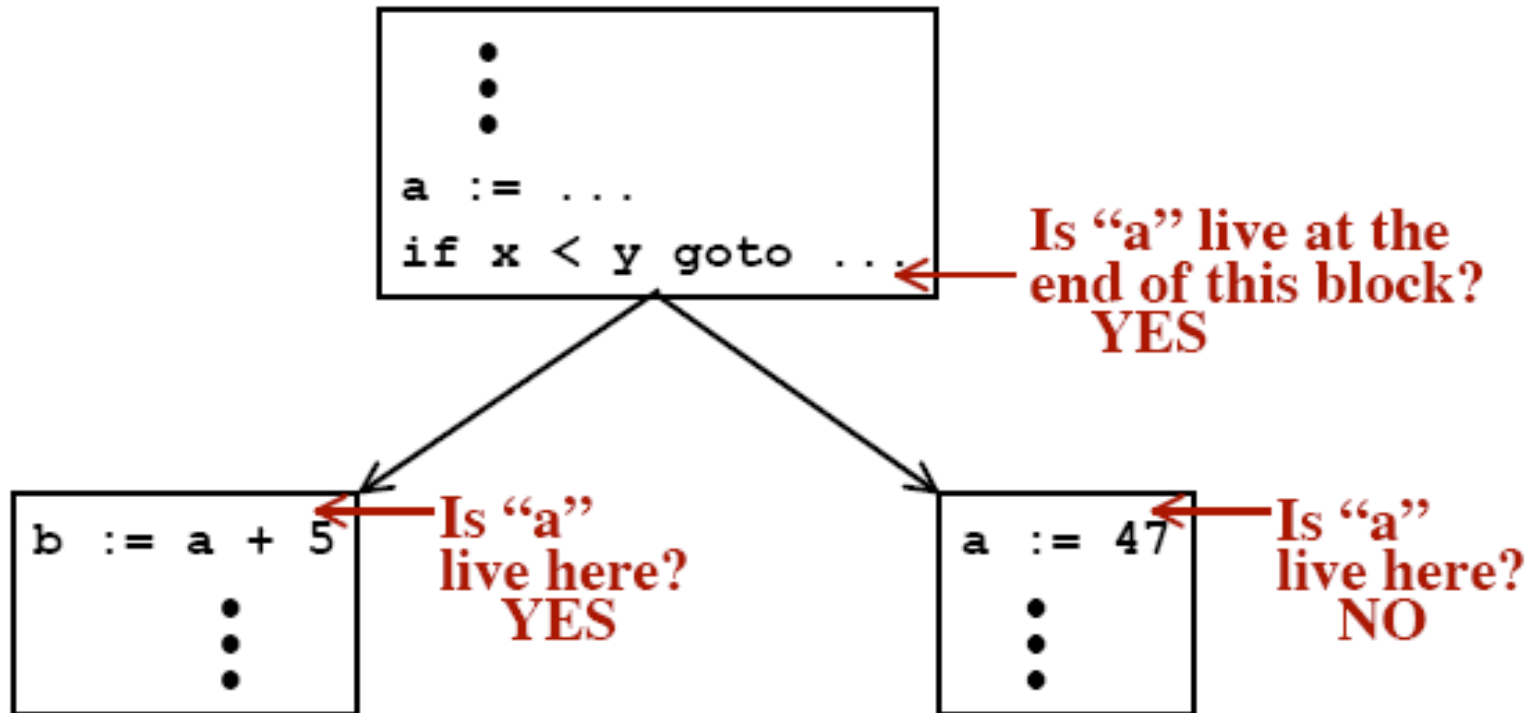 a := ...
if x < y goto ...
Is “a” live at the
end of this block?
YES
b := a + 5
Is “a”
live here?
YES
a := 47
Is “a”
live here?
NO